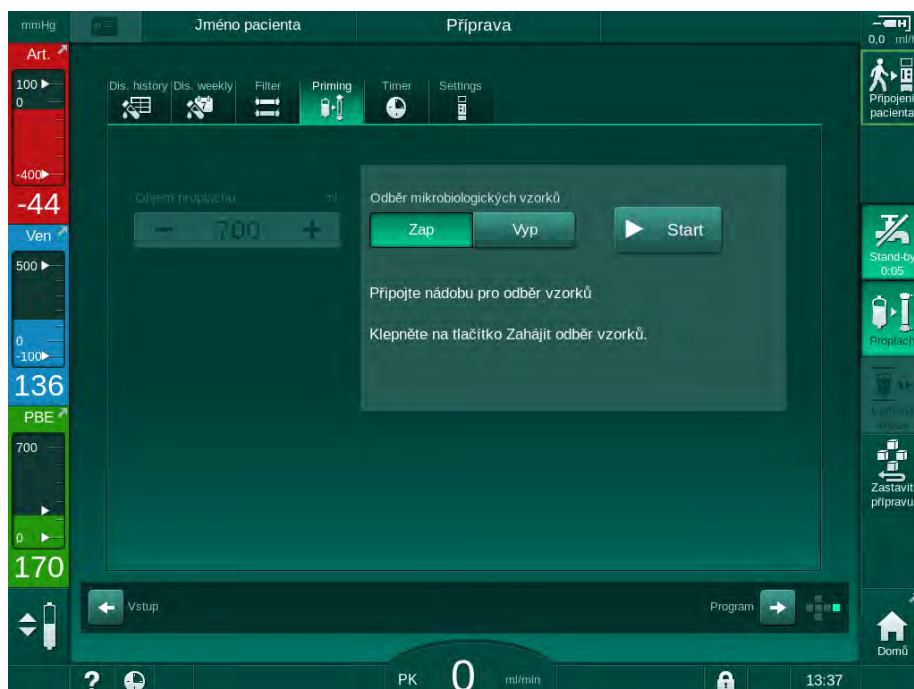 mmHg
Jméno pacienta
Příprava
0,0 ml/
Art.
100
0
-400
-44
Ven
500
0
-100
136
PBE
700
0
170
Dis. history
Dis. weekly
Filter
Priming
Timer
Settings
Objem proplachu ml
700
Odběr mikrobiologických vzorků
Zap
Vyp
Start
Připojte nádobu pro odběr vzorků
Klepněte na tlačítko Zahájit odběr vzorků.
Připojení
pacienta
Stand-by
0:05
Proplach
Zastavit
přípravu
Vstup
Program
Domů
?
PK
0
ml/min
13:37